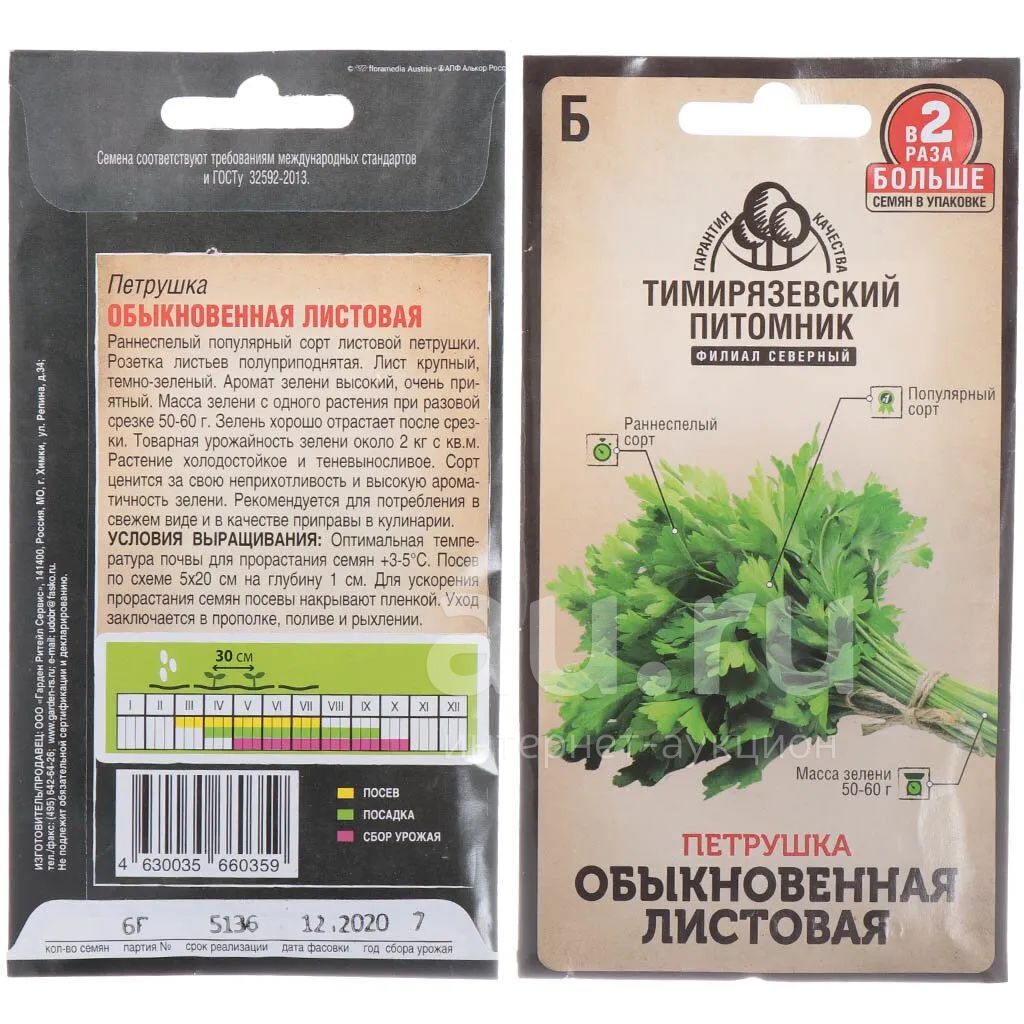 © floramedia Austria + АПФ Алькор Росс
Семена соответствуют требованиям международных стандартов
и ГОСТу 32592-2013.
Петрушка
ОБЫКНОВЕННАЯ ЛИСТОВАЯ
Раннеспелый популярный сорт листовой петрушки.
Розетка листьев полуприподнятая. Лист крупный,
темно-зеленый. Аромат зелени высокий, очень при-
ятный. Масса зелени с одного растения при разовой
срезке 50-60 г. Зелень хорошо отрастает после срез-
ки. Товарная урожайность зелени около 2 кг с кв.м.
Растение холодостойкое и теневыносливое. Сорт
ценится за свою неприхотливость и высокую арома-
тичность зелени. Рекомендуется для потребления в
свежем виде и в качестве приправы в кулинарии.
УСЛОВИЯ ВЫРАЩИВАНИЯ: Оптимальная темпе-
ратура почвы для прорастания семян +3-5°С. Посев
по схеме 5х20 см на глубину 1 см. Для ускорения
прорастания семян посевы накрывают пленкой. Уход
заключается в прополке, поливе и рыхлении.
30 см
I II III IV V VI VII VIII IX X XI XII
ПОСЕВ
ПОСАДКА
СБОР УРОЖАЯ
4 630035 660359
ИЗГОТОВИТЕЛЬ/ПРОДАВЕЦ: ООО «Гарден Ритейл Сервис», 141400, Россия, МО, г. Химки, ул. Репина, д.34;
тел./факс: (495) 642-64-26; www.garden-rs.ru; e-mail: udobr@fasko.ru.
Не подлежит обязательной сертификации и декларированию.
6Г 5136 12.2020 7
кол-во семян партия № срок реализации дата фасовки год сбора урожая
Б
В 2
РАЗА
БОЛЬШЕ
СЕМЯН В УПАКОВКЕ
ГАРАНТИЯ КАЧЕСТВА
ТИМИРЯЗЕВСКИЙ
ПИТОМНИК
ФИЛИАЛ СЕВЕРНЫЙ
Популярный
сорт
Раннеспелый
сорт
au.ru
интернет-аукцион
Масса зелени
50-60 г
ПЕТРУШКА
ОБЫКНОВЕННАЯ
ЛИСТОВАЯ